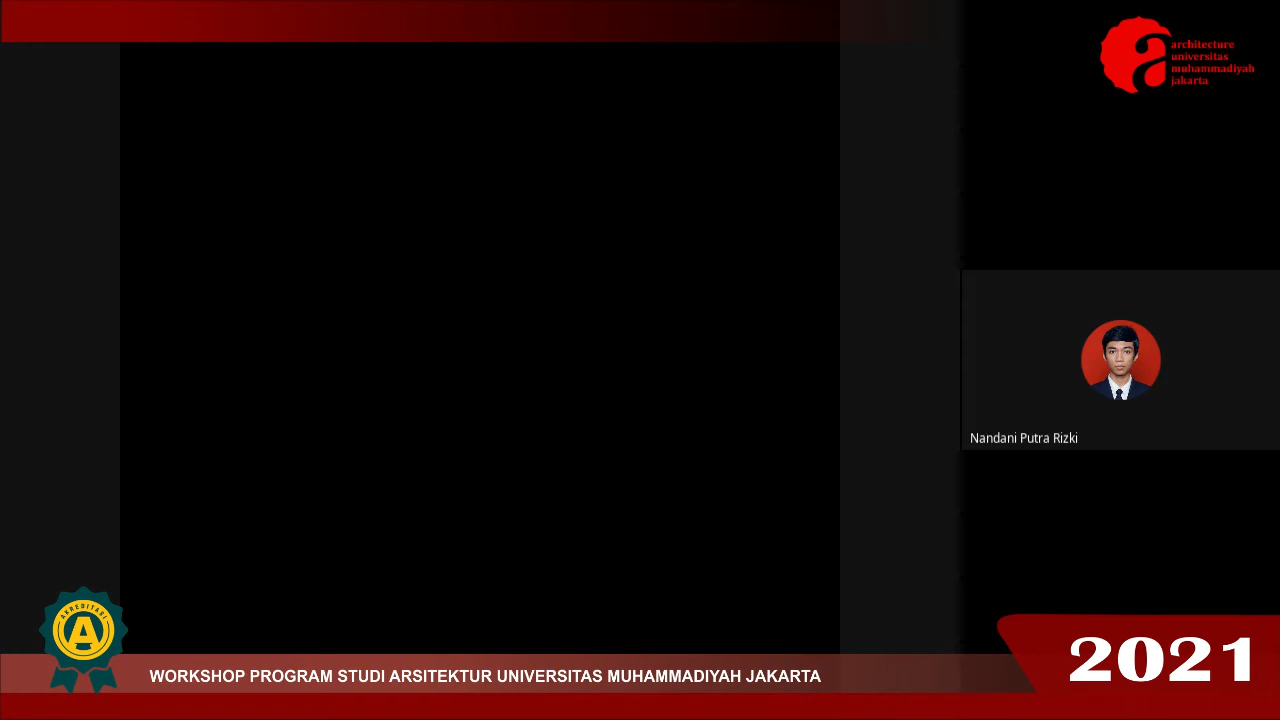 architecture
universitas
muhammadiyah
jakarta
Nandani Putra Rizki
AKREDITASI
A
WORKSHOP PROGRAM STUDI ARSITEKTUR UNIVERSITAS MUHAMMADIYAH JAKARTA
2021